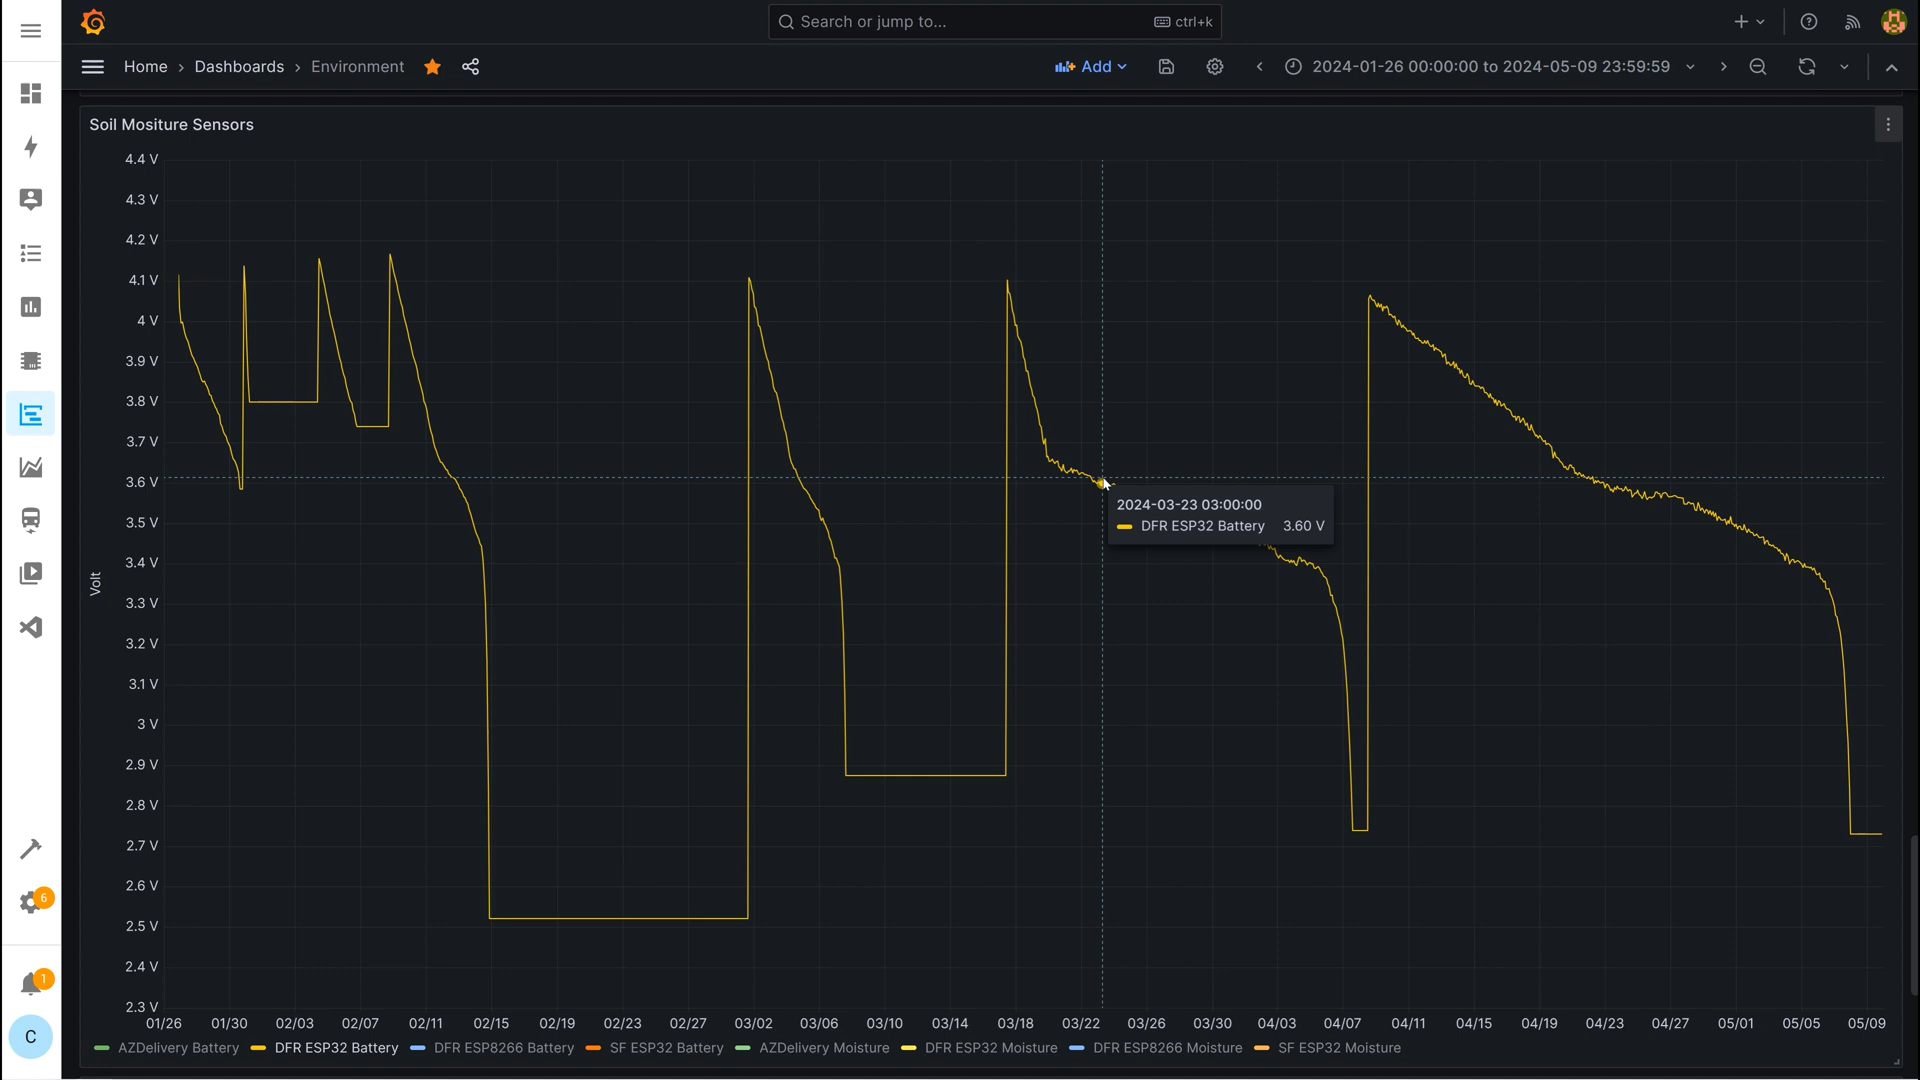 Search or jump to... ctrl+k
Home › Dashboards › Environment Add 2024-01-26 00:00:00 to 2024-05-09 23:59:59
Soil Mositure Sensors
4.4 V
4.3 V
4.2 V
4.1 V
4 V
3.9 V
3.8 V
3.7 V
3.6 V
3.5 V
3.4 V
3.3 V
3.2 V
3.1 V
3 V
2.9 V
2.8 V
2.7 V
2.6 V
2.5 V
2.4 V
2.3 V
Volt
2024-03-23 03:00:00
DFR ESP32 Battery 3.60 V
01/26 01/30 02/03 02/07 02/11 02/15 02/19 02/23 02/27 03/02 03/06 03/10 03/14 03/18 03/22 03/26 03/30 04/03 04/07 04/11 04/15 04/19 04/23 04/27 05/01 05/05 05/09
AZDelivery Battery DFR ESP32 Battery DFR ESP8266 Battery SF ESP32 Battery AZDelivery Moisture DFR ESP32 Moisture DFR ESP8266 Moisture SF ESP32 Moisture
6
1
C